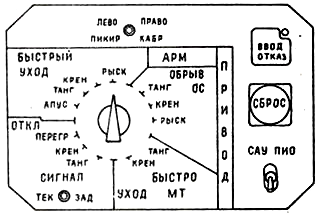 ЛЕВО ПРАВО
ПИКИР КАБР
БЫСТРЫЙ
УХОД
АРМ
ОБРЫВ
ОС
РЫСК
КРЕН
ТАНГ
АПУС
ОТКЛ
ПЕРЕГР
КРЕН
ТАНГ
ТАНГ
КРЕН
РЫСК
ТАНГ
КРЕН
СИГНАЛ
ТЕК ЗАД
УХОД
БЫСТРО
МТ
ПРИВОД
ВВОД
ОТКАЗ
СБРОС
САУ ПИО